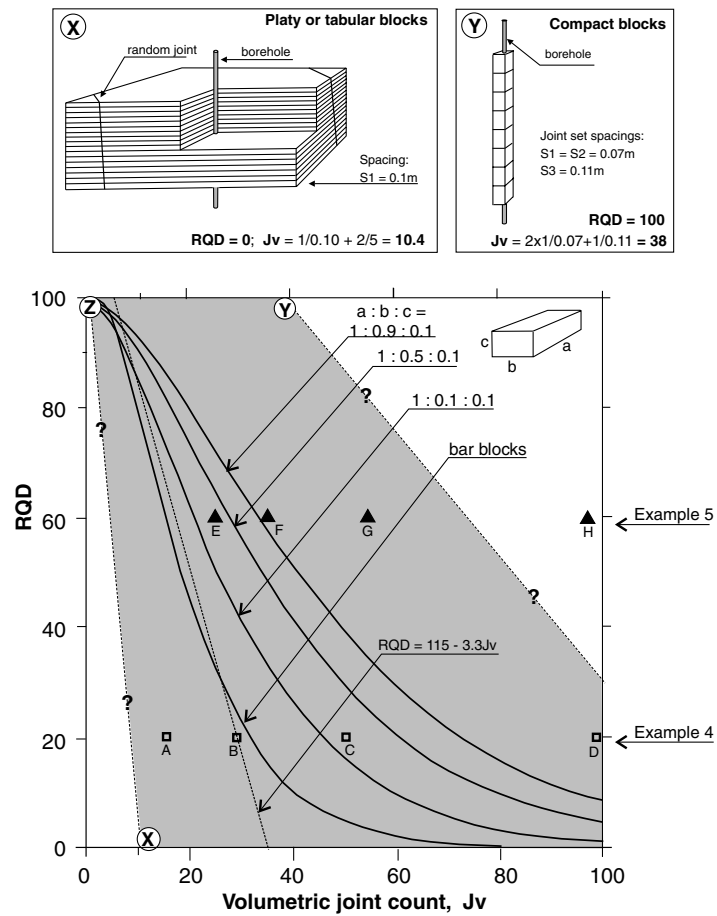 X
Platy or tabular blocks
random joint
borehole
Spacing:
S1 = 0.1m
RQD = 0; Jv = 1/0.10 + 2/5 = 10.4
Y
Compact blocks
borehole
Joint set spacings:
S1 = S2 = 0.07m
S3 = 0.11m
RQD = 100
Jv = 2x1/0.07+1/0.11 = 38
100
Z
Y
a : b : c =
1 : 0.9 : 0.1
c
b
a
1 : 0.5 : 0.1
80
?
?
1 : 0.1 : 0.1
bar blocks
RQD
60
E
F
G
H
Example 5
?
40
RQD = 115 - 3.3Jv
?
20
A
B
C
D
Example 4
X
0
0
20
40
60
80
100
Volumetric joint count, Jv